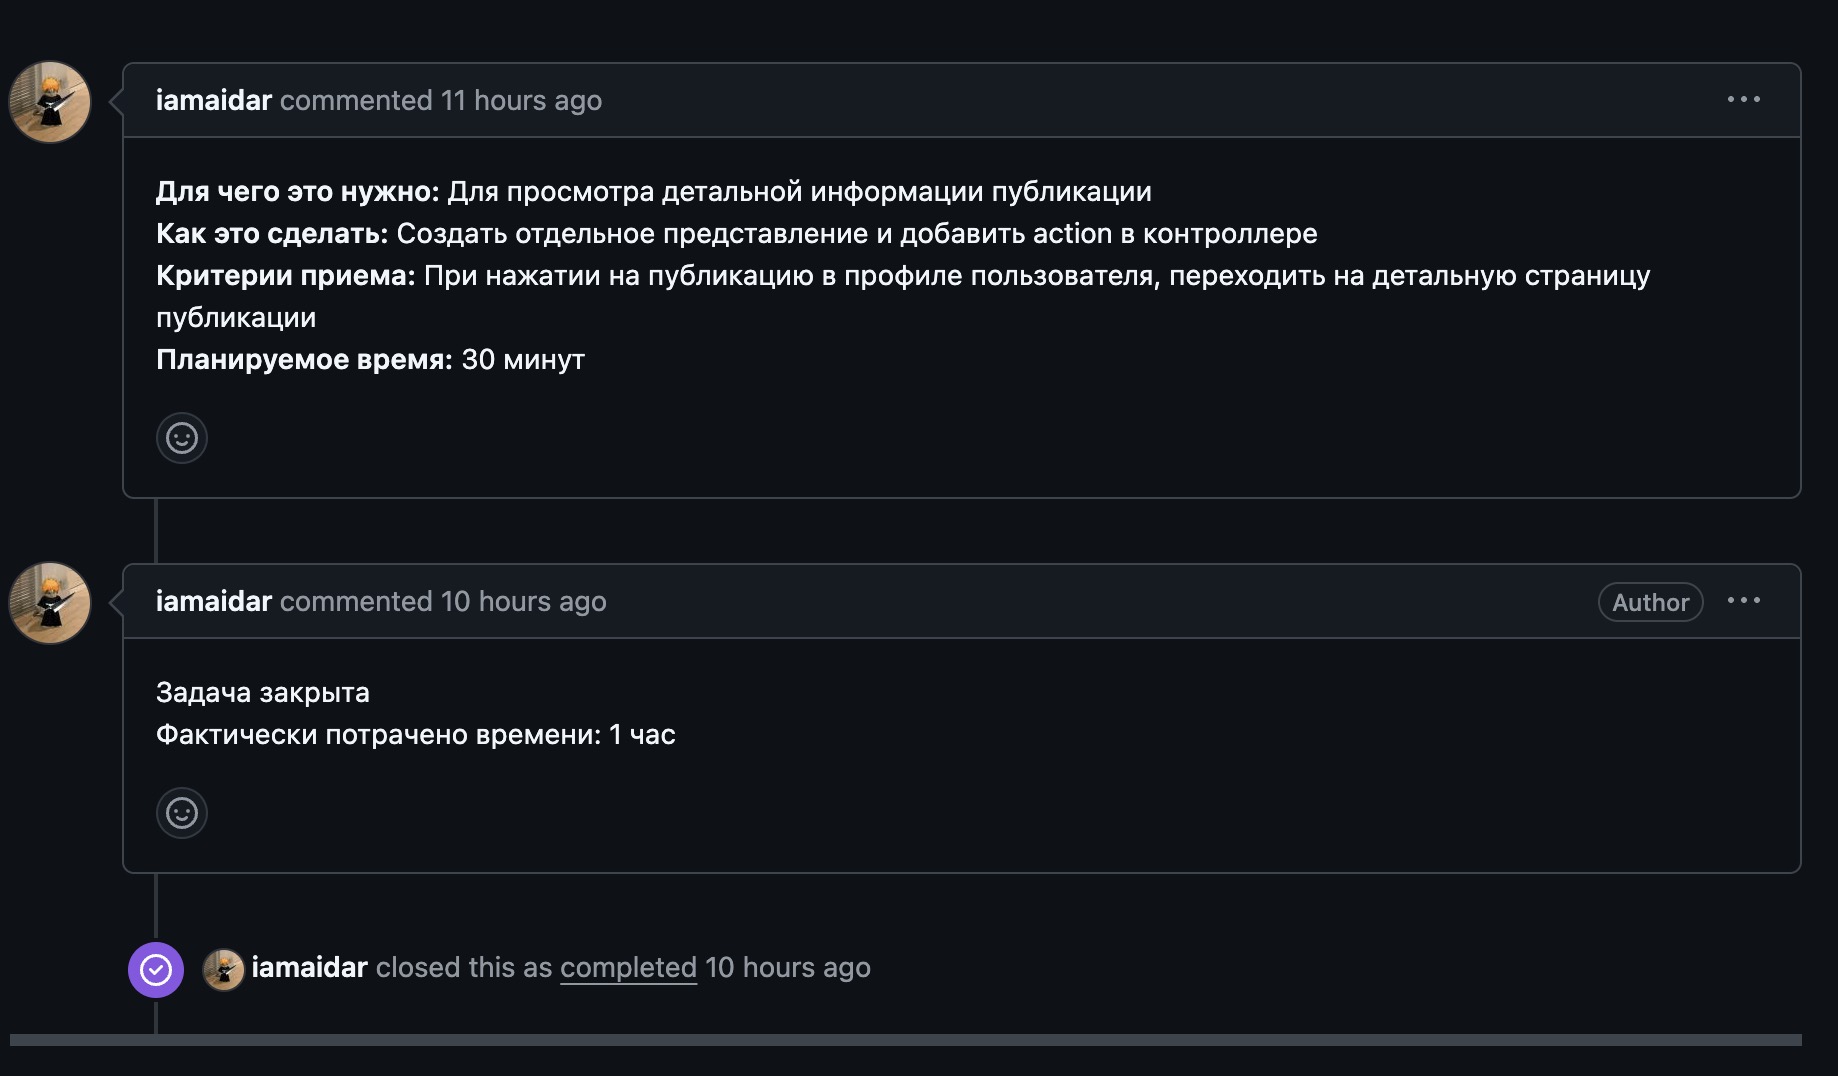 iamaidar commented 11 hours ago
Для чего это нужно: Для просмотра детальной информации публикации
Как это сделать: Создать отдельное представление и добавить action в контроллере
Критерии приема: При нажатии на публикацию в профиле пользователя, переходить на детальную страницу
публикации
Планируемое время: 30 минут
iamaidar commented 10 hours ago Author
Задача закрыта
Фактически потрачено времени: 1 час
iamaidar closed this as completed 10 hours ago